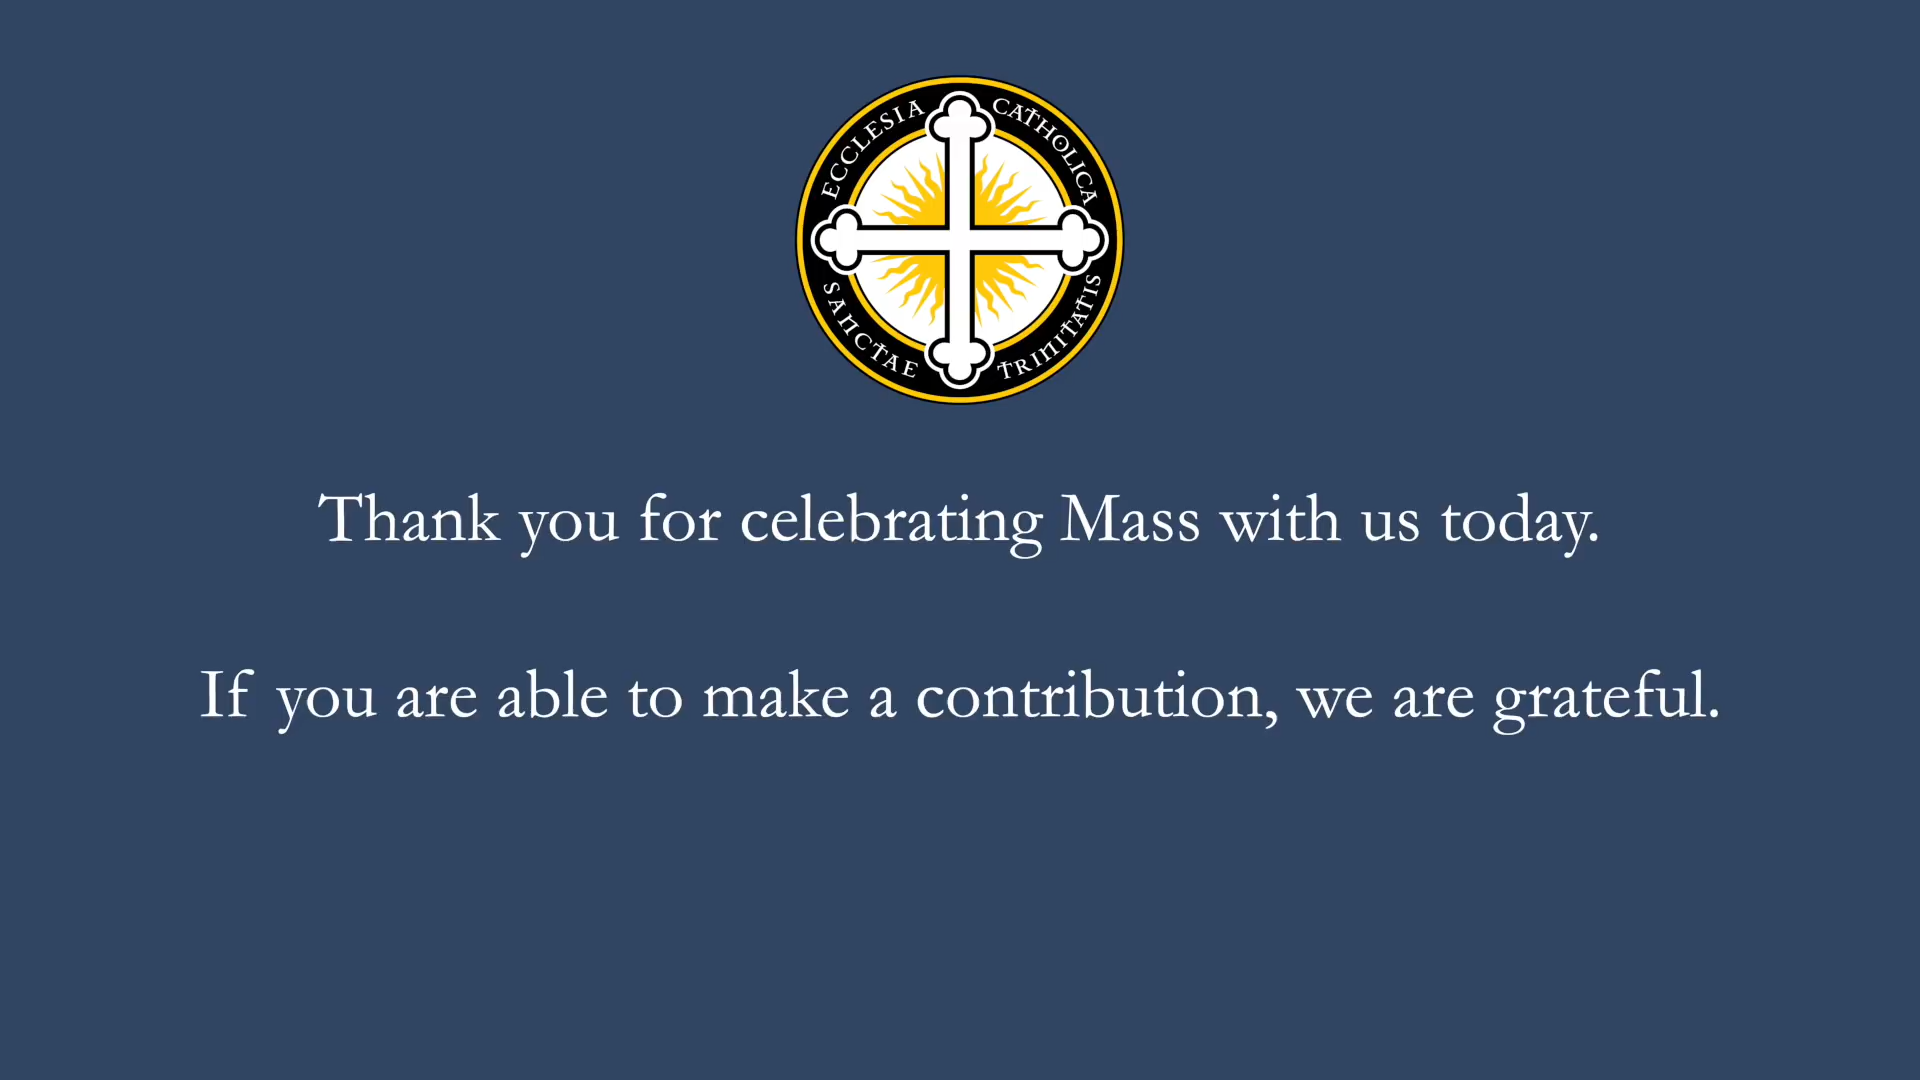 ECCLESIA CATHOLICA
SANCTAE TRINITATIS
Thank you for celebrating Mass with us today.
If you are able to make a contribution, we are grateful.